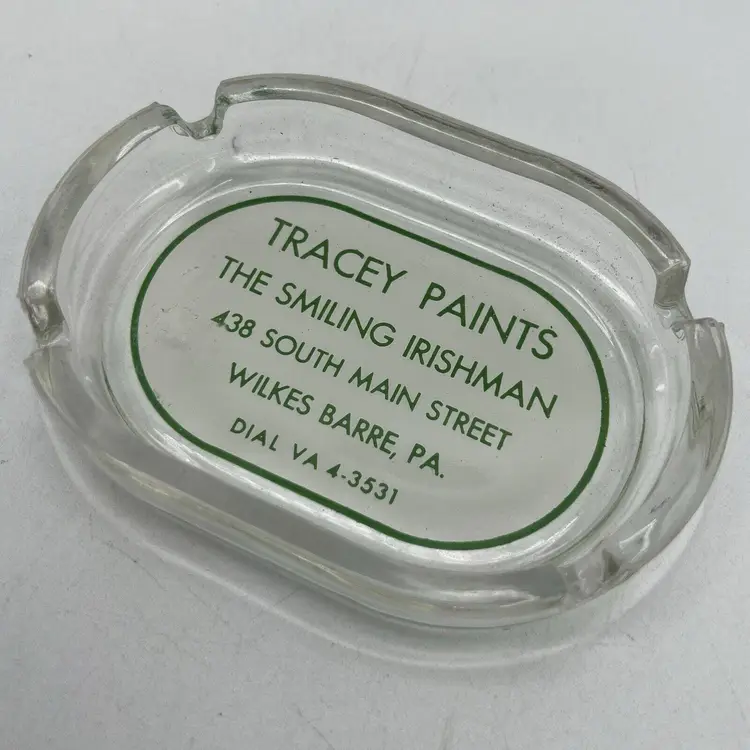 TRACEY PAINTS
THE SMILING IRISHMAN
438 SOUTH MAIN STREET
WILKES BARRE, PA.
DIAL VA 4-3531